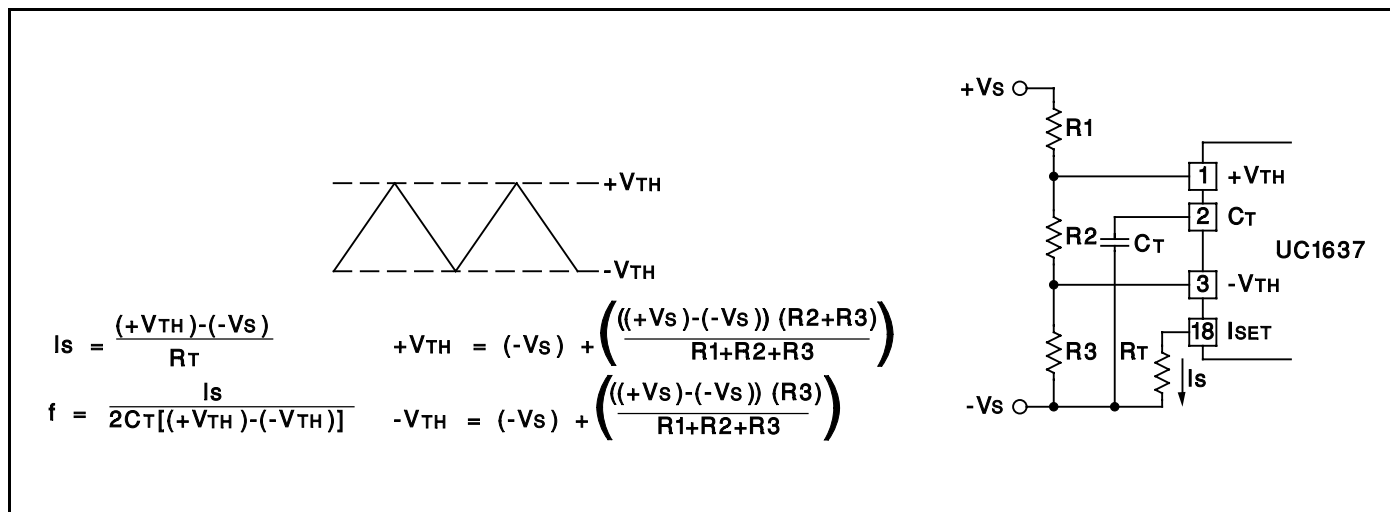 +VTH
-VTH
Is = (+VTH)-(-Vs) / RT
+VTH = (-Vs) + (((+Vs)-(-Vs)) (R2+R3) / R1+R2+R3)
f = Is / 2CT[(+VTH)-(-VTH)]
-VTH = (-Vs) + (((+Vs)-(-Vs)) (R3) / R1+R2+R3)
+Vs
R1
1 +VTH
2 CT
R2
CT
UC1637
3 -VTH
18 ISET
R3
RT
Is
-Vs